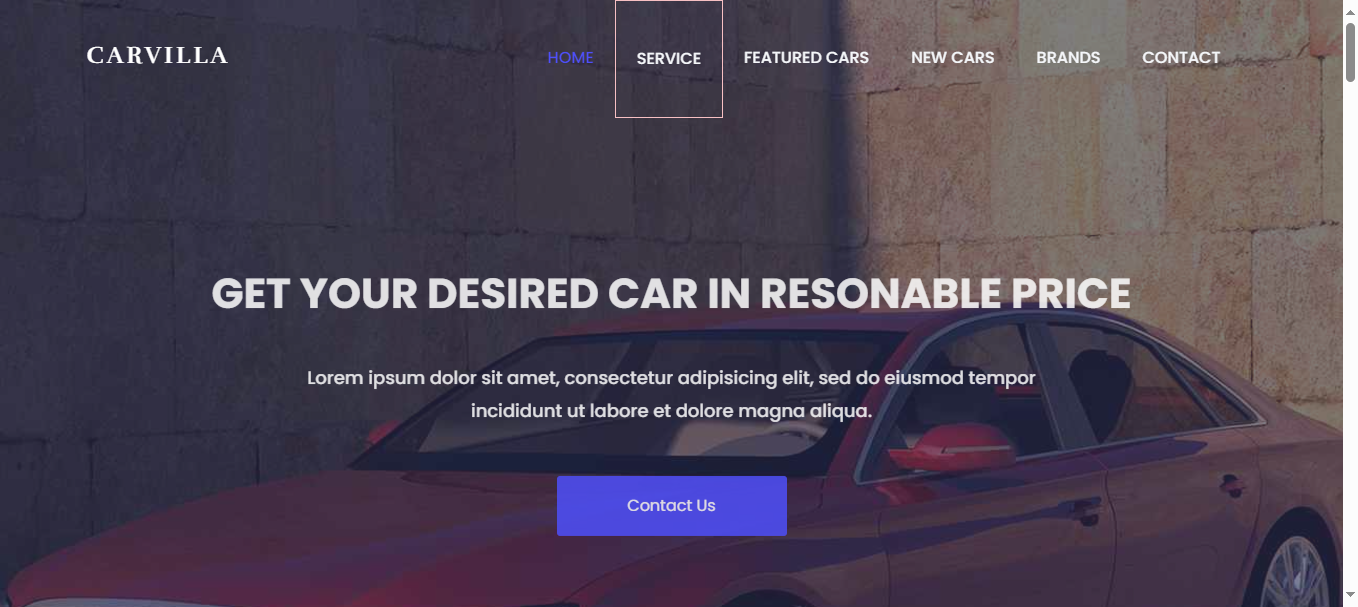 CARVILLA
HOME SERVICE FEATURED CARS NEW CARS BRANDS CONTACT
GET YOUR DESIRED CAR IN RESONABLE PRICE
Lorem ipsum dolor sit amet, consectetur adipisicing elit, sed do eiusmod tempor
incididunt ut labore et dolore magna aliqua.
Contact Us